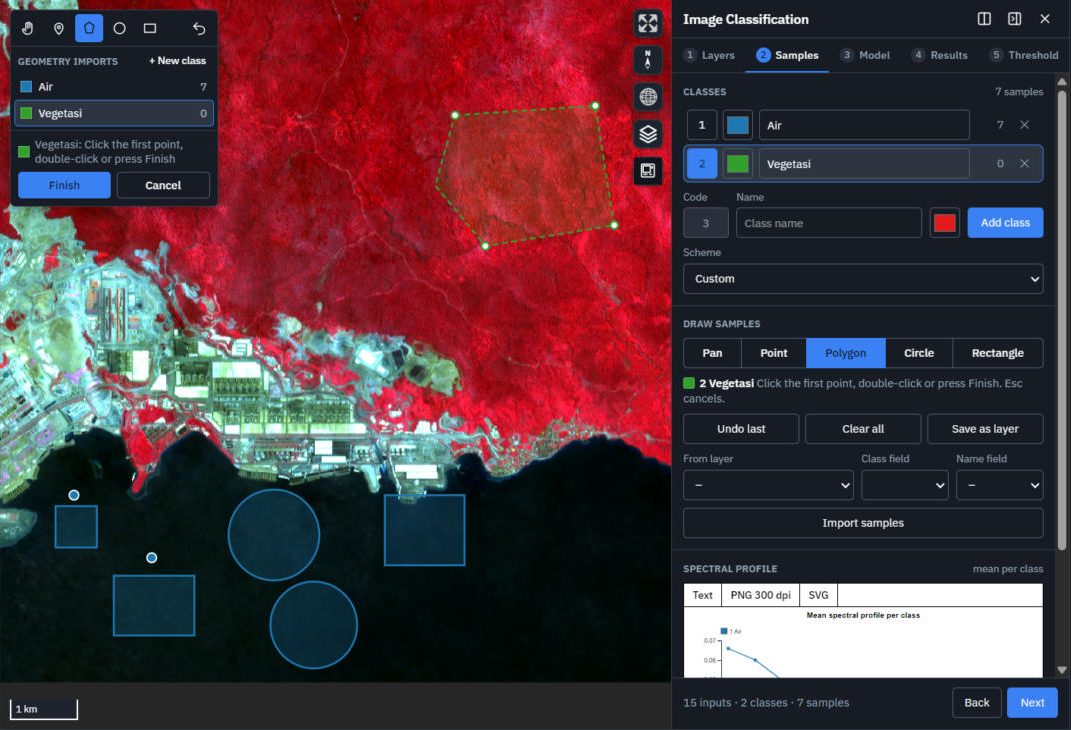 GEOMETRY IMPORTS + New class
Air 7
Vegetasi 0
Vegetasi: Click the first point,
double-click or press Finish
Finish Cancel
N
1 km
Image Classification
1 Layers 2 Samples 3 Model 4 Results 5 Threshold
CLASSES 7 samples
1 Air 7
2 Vegetasi 0
Code Name
3 Class name Add class
Scheme
Custom
DRAW SAMPLES
Pan Point Polygon Circle Rectangle
2 Vegetasi Click the first point, double-click or press Finish. Esc
cancels.
Undo last Clear all Save as layer
From layer Class field Name field
– –
Import samples
SPECTRAL PROFILE mean per class
Text PNG 300 dpi SVG
Mean spectral profile per class
1 Air
0.07
0.06
15 inputs · 2 classes · 7 samples
Back Next